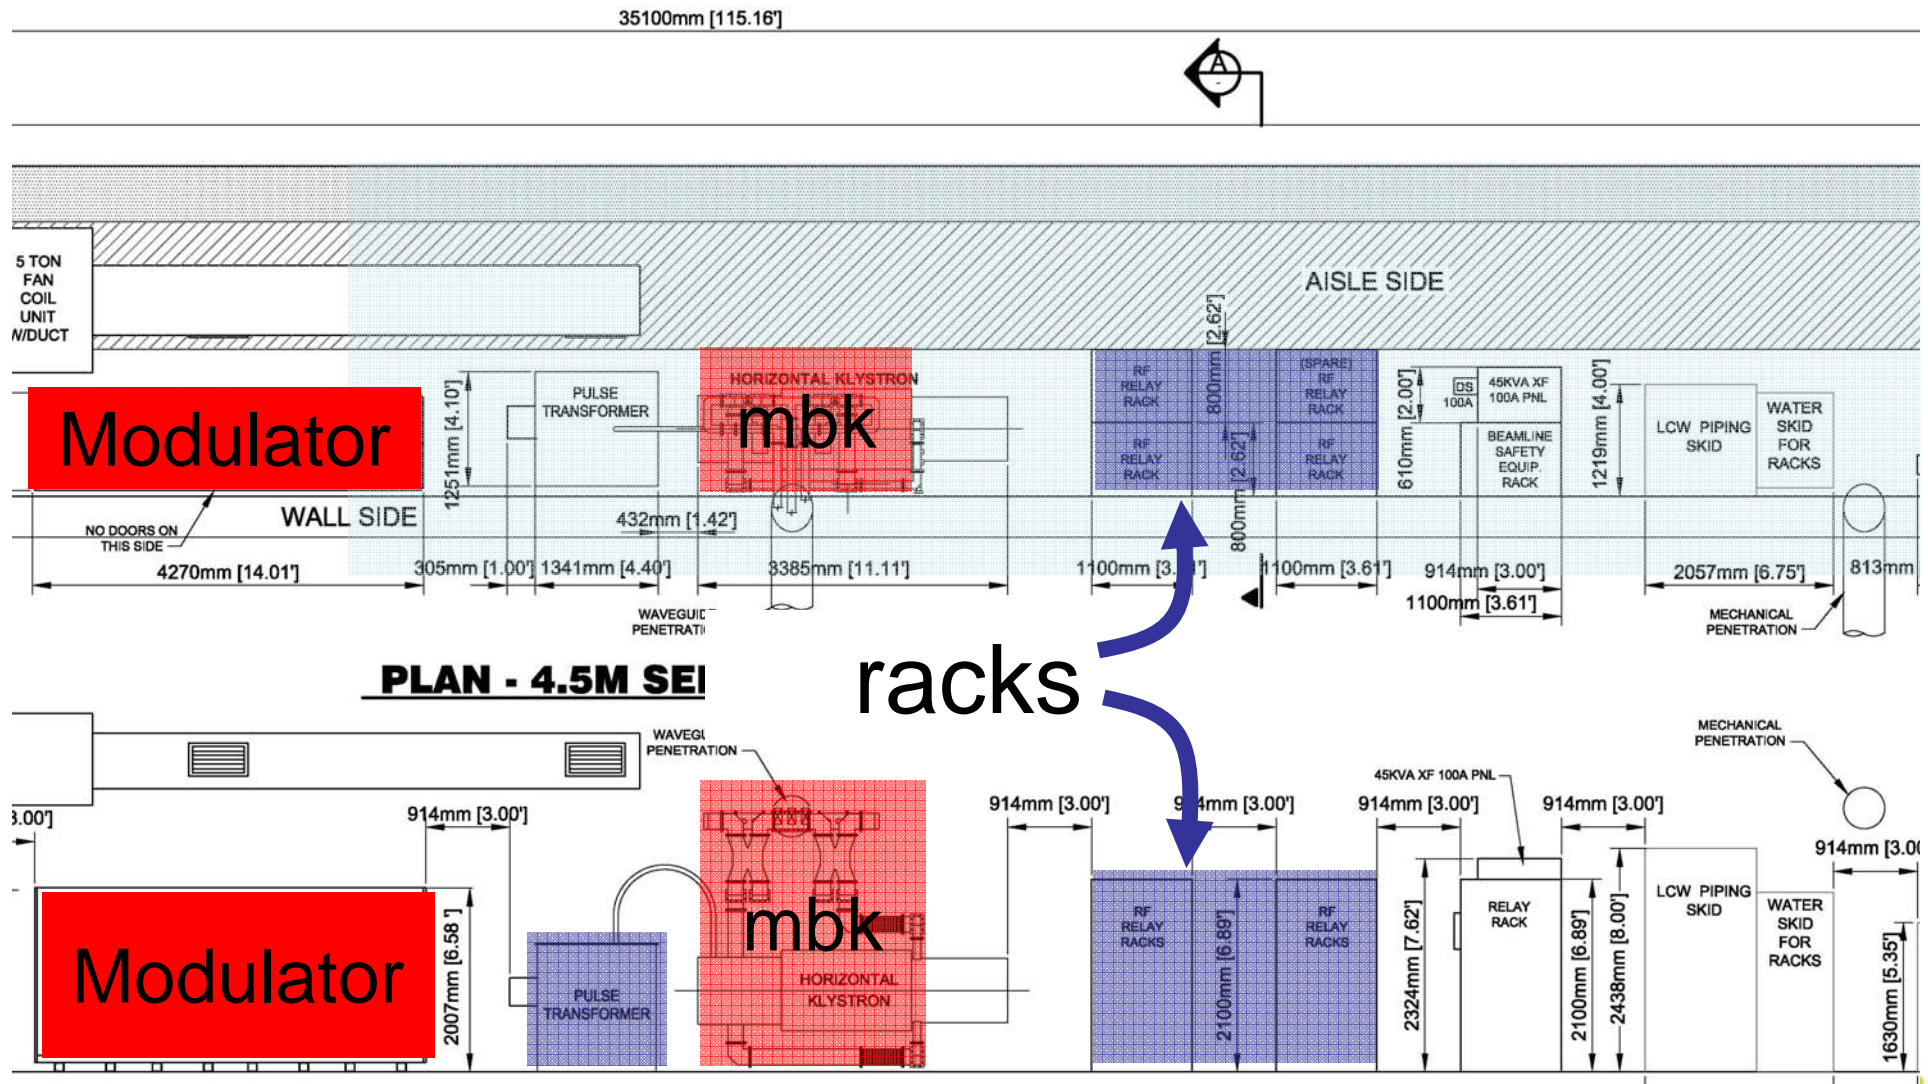 35100mm [115.16']
A
-
5 TON
FAN
COIL
UNIT
W/DUCT
AISLE SIDE
Modulator
1251mm [4.10']
PULSE
TRANSFORMER
HORIZONTAL KLYSTRON
mbk
RF
RELAY
RACK
RF
RELAY
RACK
800mm [2.62']
800mm [2.62']
(SPARE)
RF
RELAY
RACK
RF
RELAY
RACK
610mm [2.00']
DS
100A
45KVA XF
100A PNL
BEAMLINE
SAFETY
EQUIP.
RACK
1219mm [4.00']
LCW PIPING
SKID
WATER
SKID
FOR
RACKS
NO DOORS ON
THIS SIDE
WALL SIDE
432mm [1.42']
4270mm [14.01']
305mm [1.00']
1341mm [4.40']
3385mm [11.11']
1100mm
1100mm [3.61']
914mm [3.00']
1100mm [3.61']
2057mm [6.75']
813mm
MECHANICAL
PENETRATION
PLAN - 4.5M
racks
PENETRATION
MECHANICAL
PENETRATION
45KVA XF 100A PNL
914mm [3.00']
914mm [3.00']
[3.00']
914mm [3.00']
914mm [3.00']
914mm
Modulator
2007mm [6.58']
PULSE
TRANSFORMER
mbk
HORIZONTAL
KLYSTRON
RF
RELAY
RACKS
2100mm [6.89']
RF
RELAY
RACKS
2324mm [7.62']
RELAY
RACK
2100mm [6.89']
2438mm [8.00']
LCW PIPING
SKID
WATER
SKID
FOR
RACKS
1630mm [5.35']